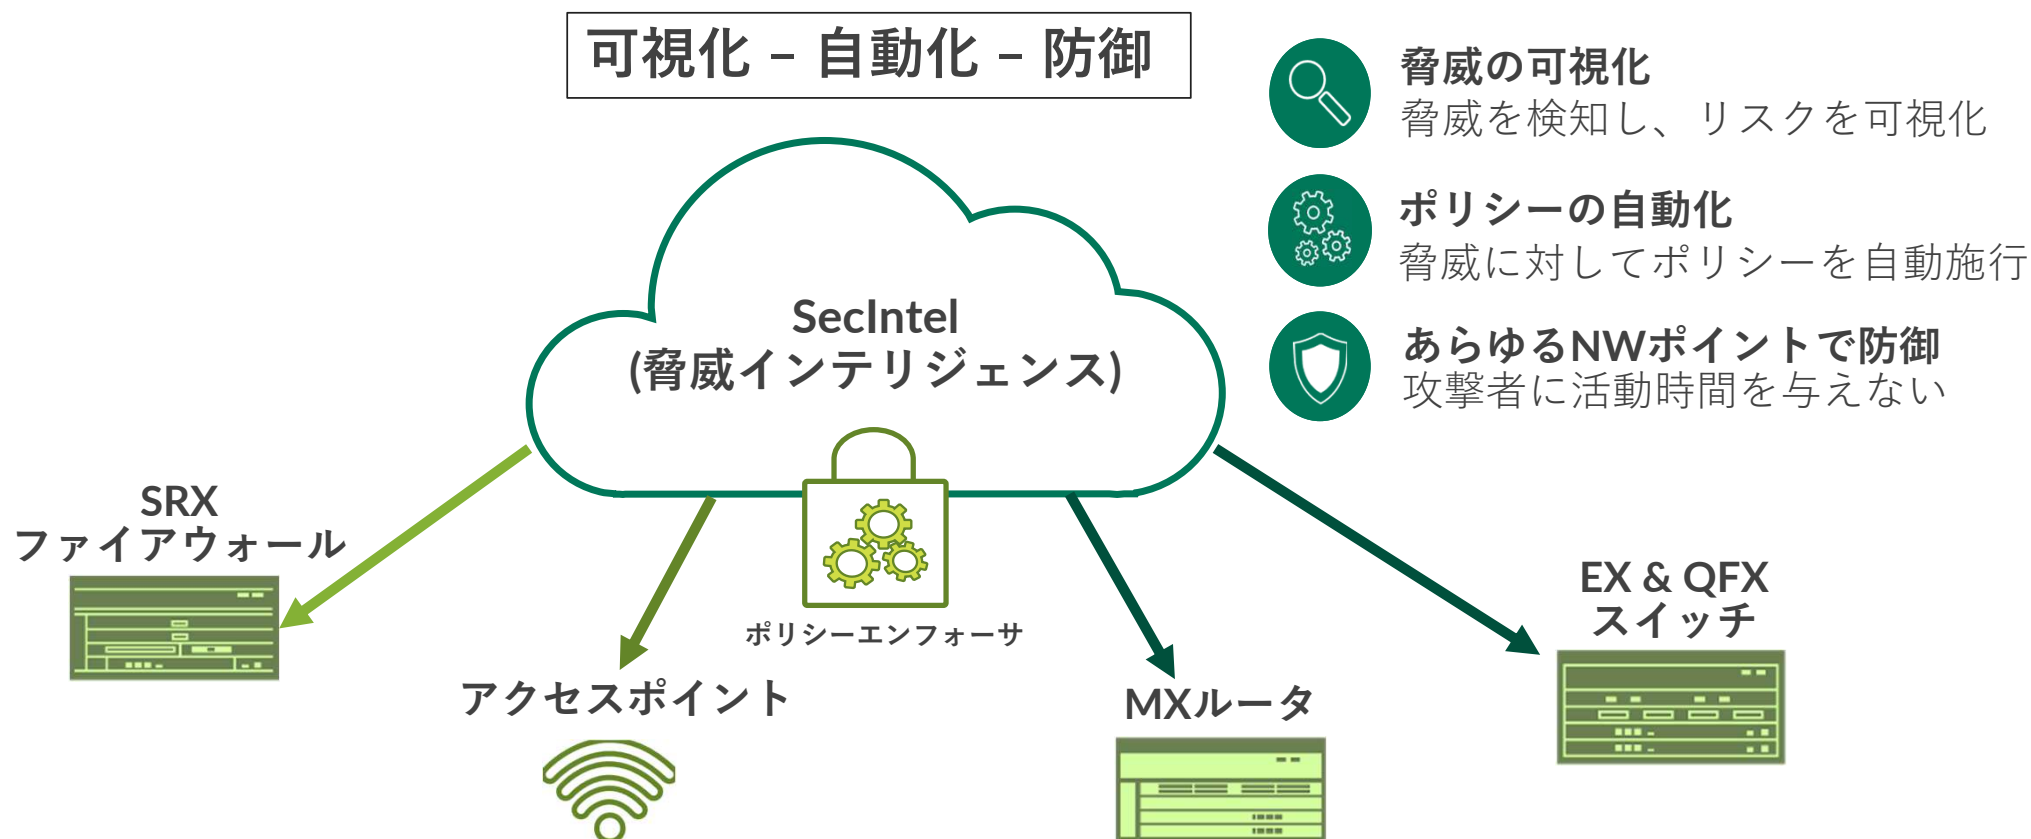 可視化 – 自動化 – 防御
脅威の可視化
脅威を検知し、リスクを可視化
ポリシーの自動化
脅威に対してポリシーを自動施行
あらゆるNWポイントで防御
攻撃者に活動時間を与えない
SecIntel
(脅威インテリジェンス)
SRX
ファイアウォール
ポリシーエンフォーサ
アクセスポイント
MXルータ
EX & QFX
スイッチ